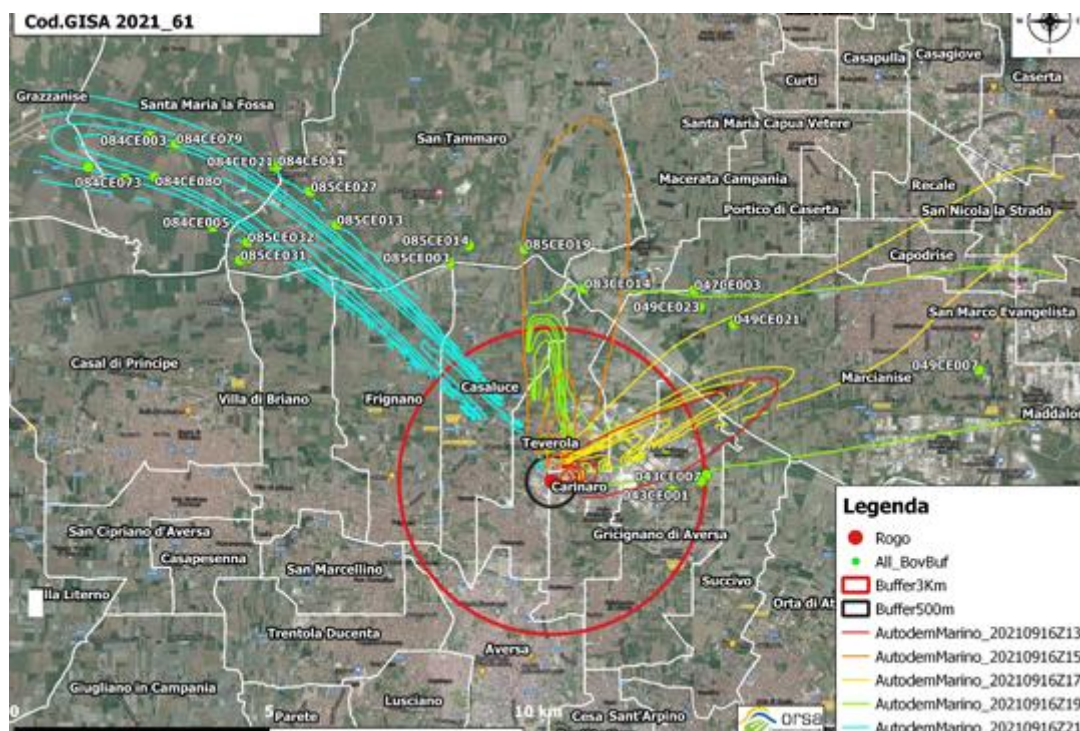 Cod.GISA 2021_61
Casapulla
Casagiove
Curti
Caserta
Grazzanise
Santa Maria la Fossa
San Tammaro
Santa Maria Capua Vetere
084CE003
084CE079
084CE021
084CE041
Macerata Campania
Recale
084CE073
084CE080
085CE027
Portico di Caserta
San Nicola la Strada
084CE005
085CE013
085CE032
085CE014
085CE019
085CE031
085CE003
Capodrise
083CE014
047CE003
049CE023
049CE021
San Marco Evangelista
Casal di Principe
Casaluce
Marcianise
049CE007
Villa di Briano
Frignano
Maddalo
Teverola
043CE007
Carinaro
043CE001
San Cipriano d'Aversa
Gricignano di Aversa
Casapesenna
San Marcellino
Succivo
lla Literno
Orta di At
Trentola Ducenta
Aversa
Giugliano in Campania
Lusciano
Parete
Cesa
Sant'Arpino
0
5
10 km
orsa
Legenda
Rogo
All_BovBuf
Buffer3Km
Buffer500m
AutodemMarino_20210916Z13
AutodemMarino_20210916Z15
AutodemMarino_20210916Z17
AutodemMarino_20210916Z19
AutodemMarino_20210916Z21